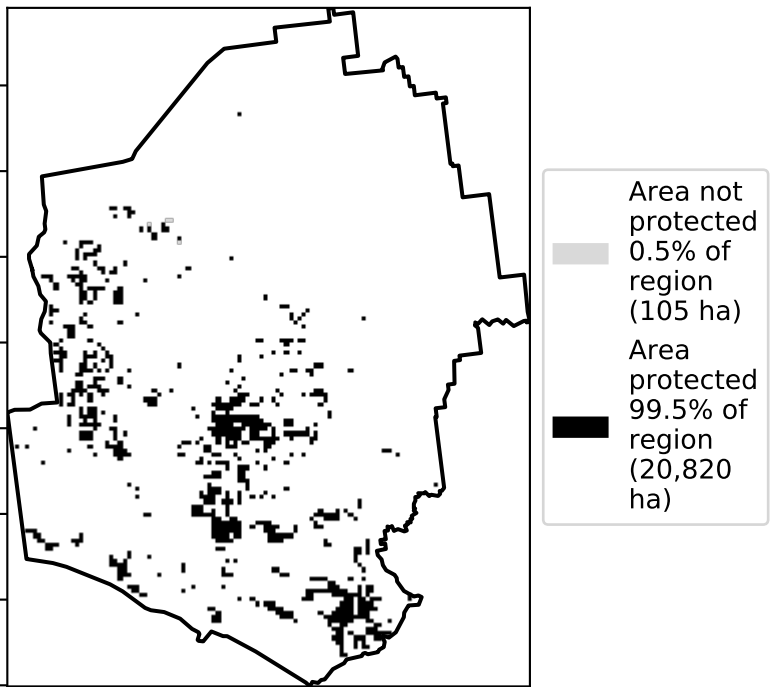 Area not
protected
0.5% of
region
(105 ha)
Area
protected
99.5% of
region
(20,820
ha)